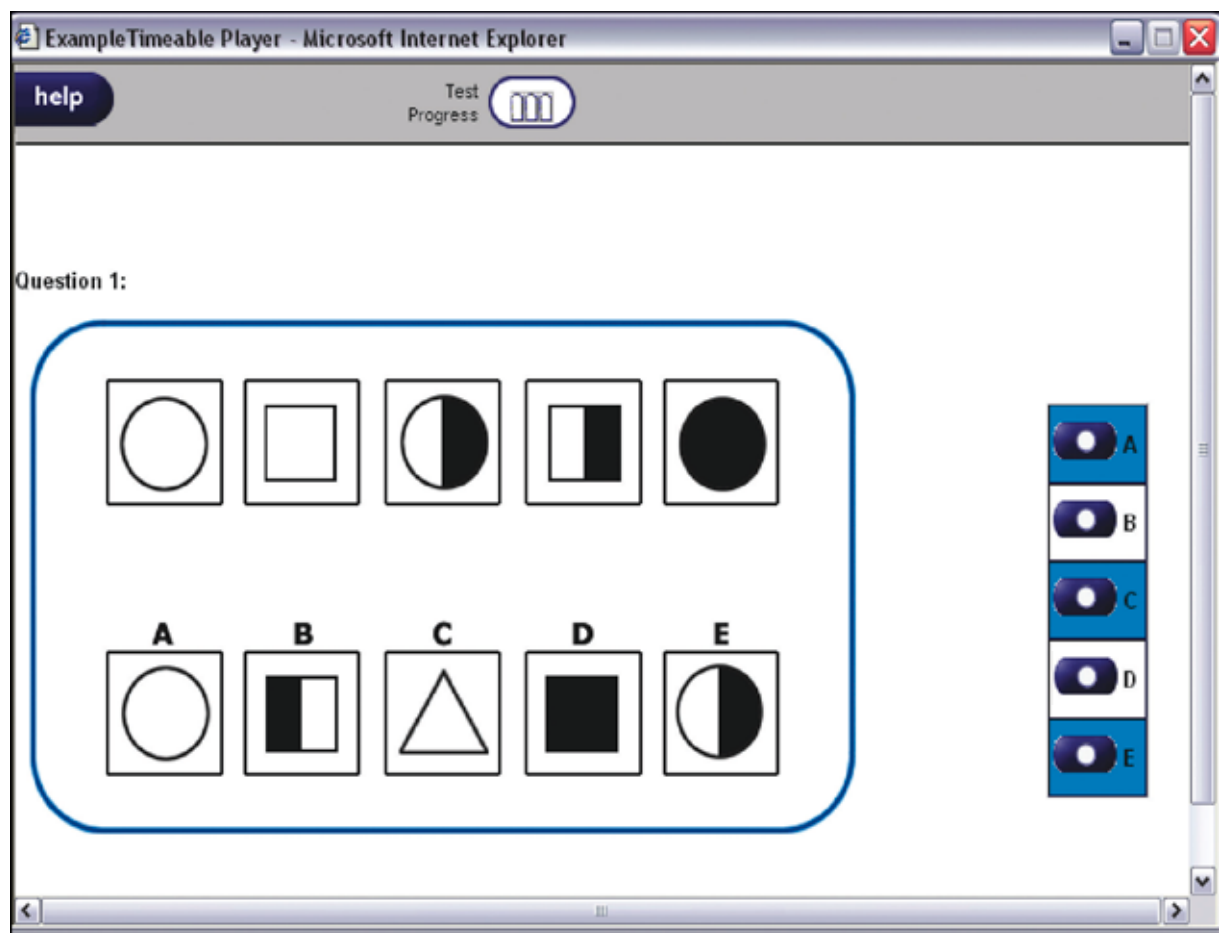 ExampleTimeable Player - Microsoft Internet Explorer
help
Test
Progress
Question 1:
A B C D E
A
B
C
D
E